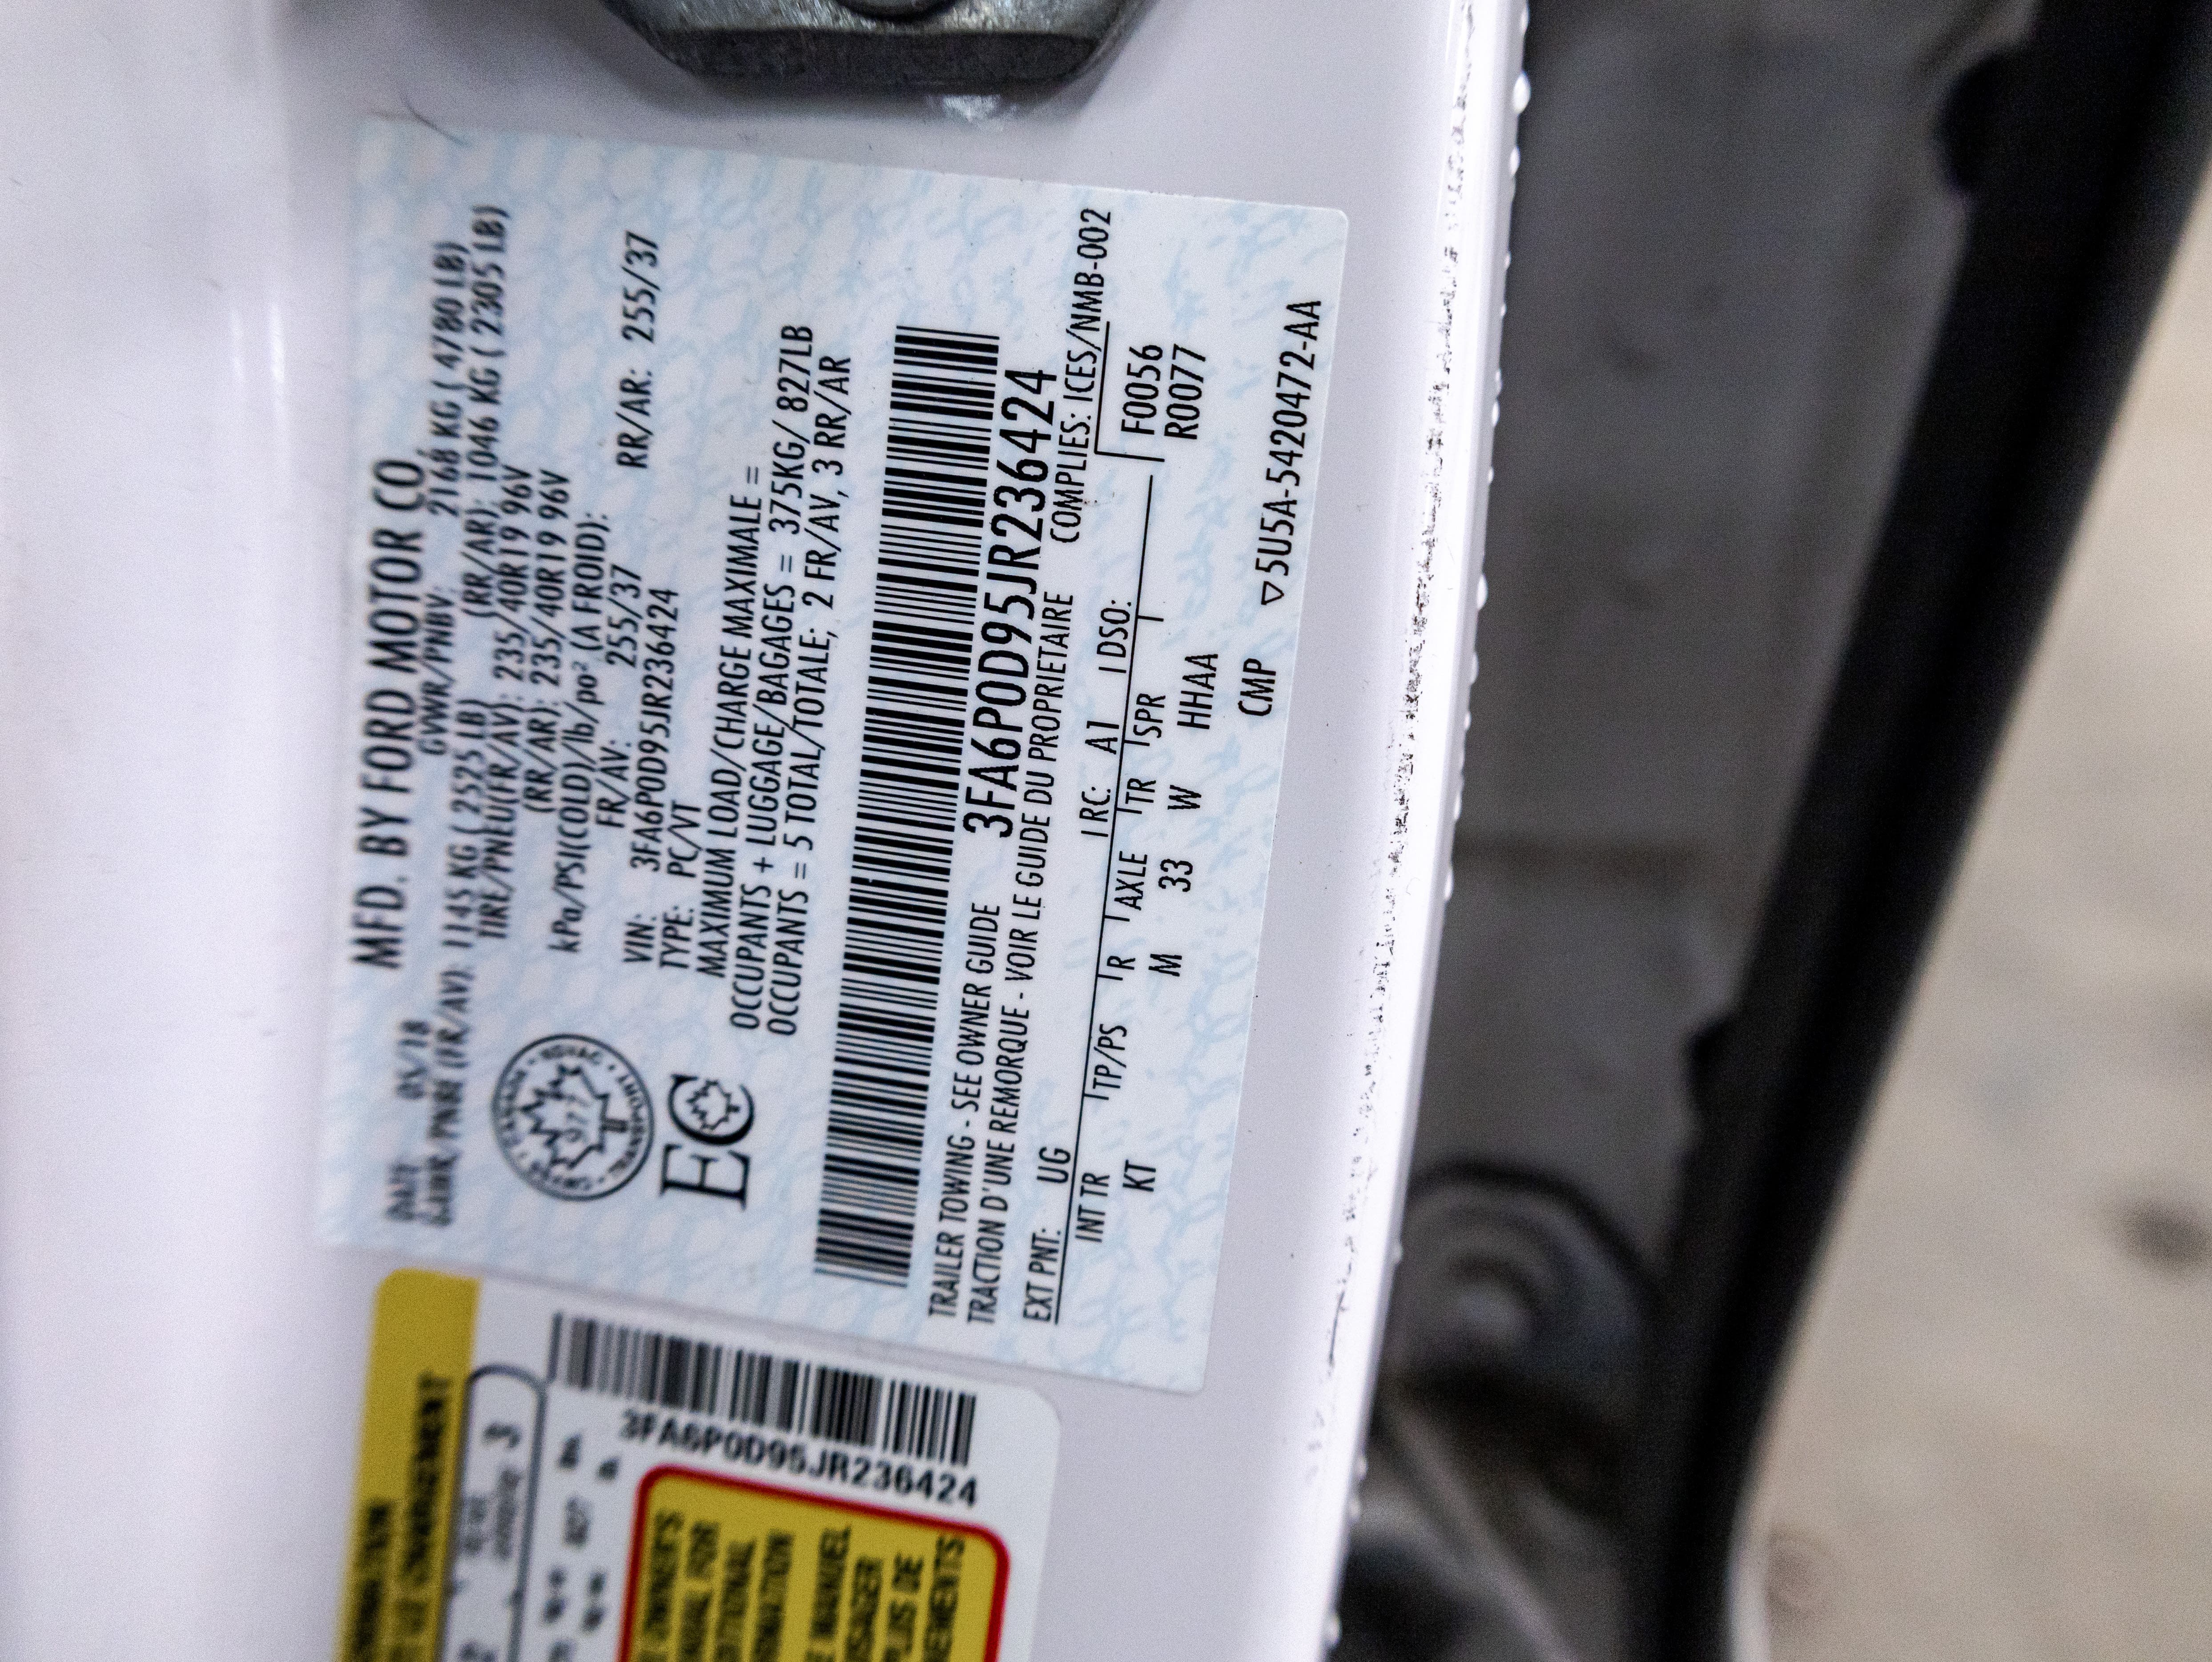 MFD. BY FORD MOTOR CO.
DATE: 05/18 GVWR/PNBV: 2168 KG ( 4780 LB)
GAWR/PNBE (FR/AV): 1145 KG ( 2525 LB) (RR/AR): 1046 KG ( 2305 LB)
TIRE/PNEU(FR/AV): 235/40R19 96V
(RR/AR): 235/40R19 96V
kPa/PSI(COLD)/lb/po² (A FROID):
FR/AV: 255/37 RR/AR: 255/37
VIN: 3FA6P0D95JR236424
TYPE: PC/VT
MAXIMUM LOAD/CHARGE MAXIMALE =
OCCUPANTS + LUGGAGE/BAGAGES = 375KG/ 827LB
OCCUPANTS = 5 TOTAL/TOTALE; 2 FR/AV, 3 RR/AR
EC
3FA6P0D95JR236424
TRAILER TOWING - SEE OWNER GUIDE
TRACTION D'UNE REMORQUE - VOIR LE GUIDE DU PROPRIETAIRE
COMPLIES: ICES/NMB-002
EXT PNT: UG RC: A1 DSO:
F0056
R0077
INT TR TP/PS R AXLE TR SPR
KT M 33 W HHAA
CMP ▽5U5A-5420472-AA
3FA6P0D95JR236424
OWNER'S
FOR
MANUEL
PLUS DE